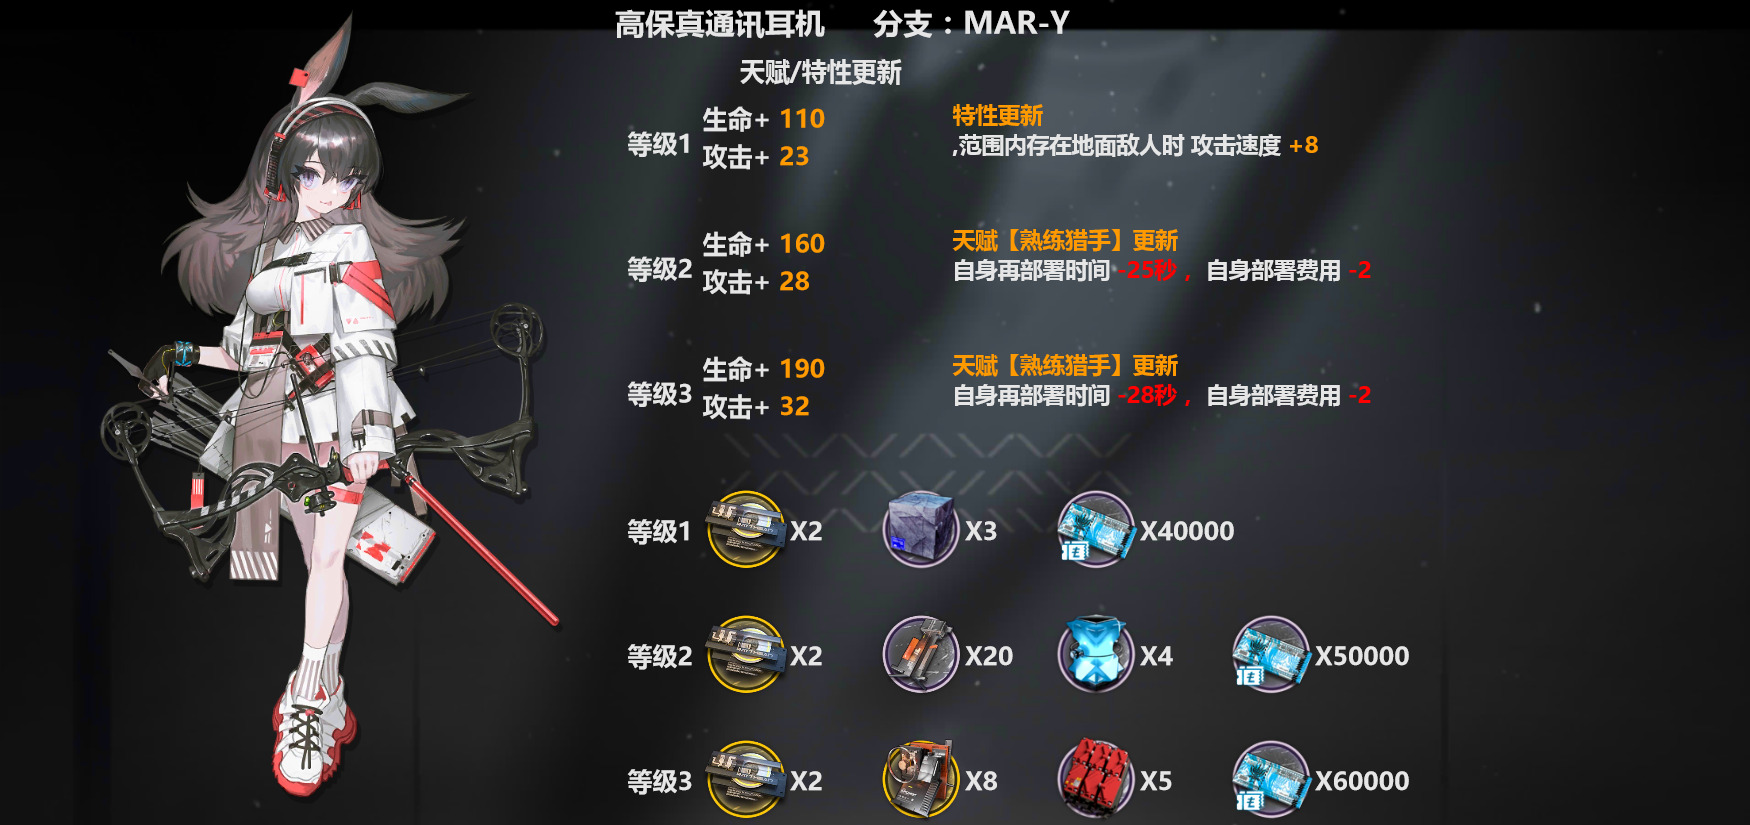 高保真通讯耳机 分支：MAR-Y
天赋/特性更新
等级1
生命+ 110
攻击+ 23
特性更新
,范围内存在地面敌人时 攻击速度 +8
等级2
生命+ 160
攻击+ 28
天赋【熟练猎手】更新
自身再部署时间 -25秒， 自身部署费用 -2
等级3
生命+ 190
攻击+ 32
天赋【熟练猎手】更新
自身再部署时间 -28秒， 自身部署费用 -2
等级1 X2 X3 X40000
等级2 X2 X20 X4 X50000
等级3 X2 X8 X5 X60000